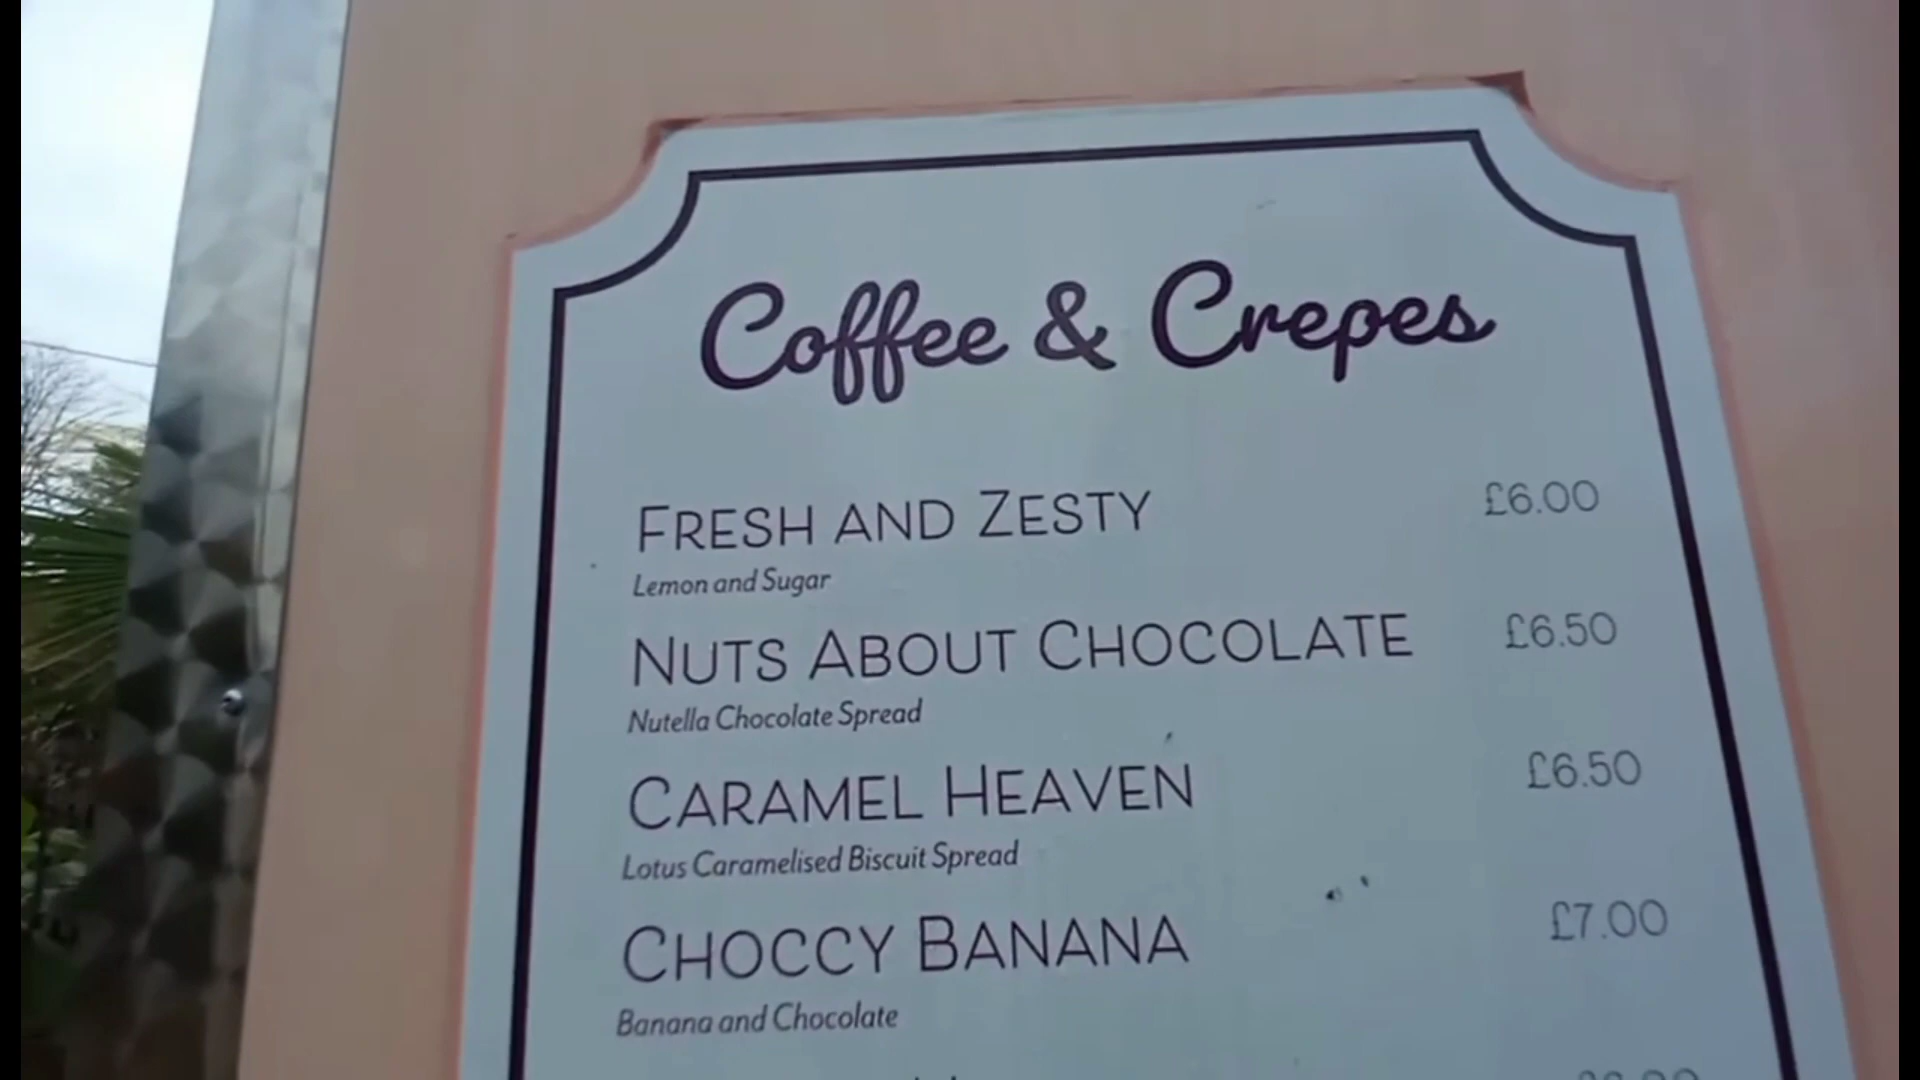 Coffee & Crepes
FRESH AND ZESTY £6.00
Lemon and Sugar
NUTS ABOUT CHOCOLATE £6.50
Nutella Chocolate Spread
CARAMEL HEAVEN £6.50
Lotus Caramelised Biscuit Spread
CHOCCY BANANA £7.00
Banana and Chocolate